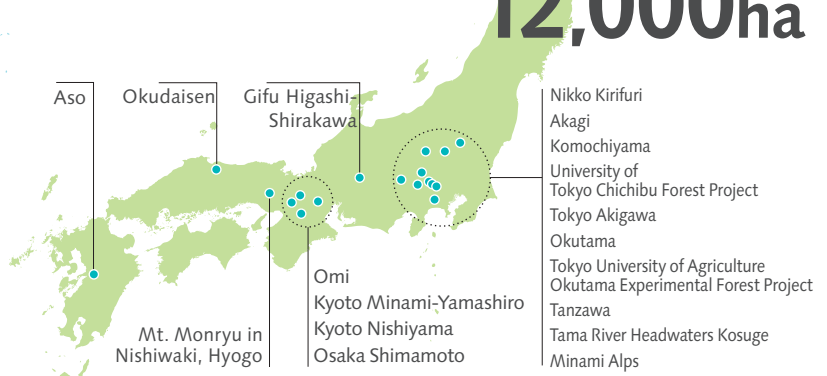 12,000ha
Aso
Okudaisen
Gifu Higashi-
Shirakawa
Nikko Kirifuri
Akagi
Komochiyama
University of
Tokyo Chichibu Forest Project
Tokyo Akigawa
Okutama
Tokyo University of Agriculture
Okutama Experimental Forest Project
Tanzawa
Tama River Headwaters Kosuge
Minami Alps
Omi
Kyoto Minami-Yamashiro
Kyoto Nishiyama
Osaka Shimamoto
Mt. Monryu in
Nishiwaki, Hyogo